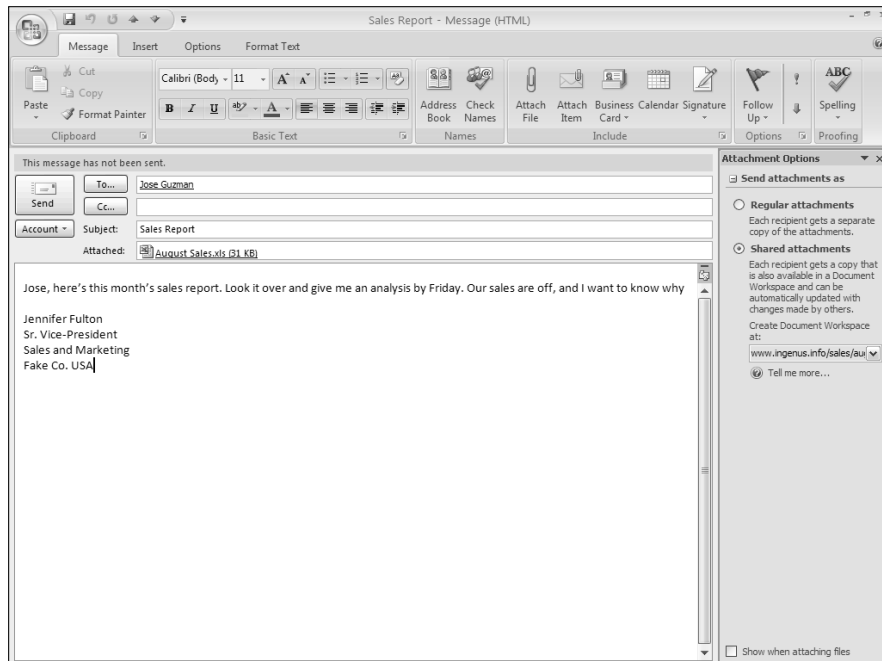 Sales Report - Message (HTML)
Message Insert Options Format Text
Cut
Copy
Paste
Format Painter
Clipboard
Calibri (Body 11
B I U
Basic Text
Address Book
Check Names
Names
Attach File
Attach Item
Business Card
Calendar
Signature
Include
Follow Up
Options
ABC
Spelling
Proofing
This message has not been sent.
Send
To... Jose Guzman
Cc...
Account Subject: Sales Report
Attached: August Sales.xls (31 KB)
Jose, here's this month's sales report. Look it over and give me an analysis by Friday. Our sales are off, and I want to know why
Jennifer Fulton
Sr. Vice-President
Sales and Marketing
Fake Co. USA
Attachment Options
Send attachments as
Regular attachments
Each recipient gets a separate
copy of the attachments.
Shared attachments
Each recipient gets a copy that
is also available in a Document
Workspace and can be
automatically updated with
changes made by others.
Create Document Workspace
at:
www.ingenus.info/sales/au
Tell me more...
Show when attaching files